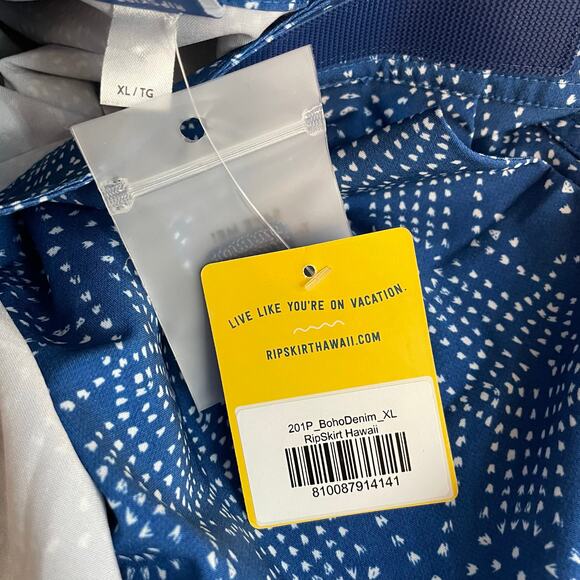 XL / TG
LIVE LIKE YOU'RE ON VACATION.
RIPSKIRTHAWAII.COM
201P_BohoDenim_XL
RipSkirt Hawaii
810087914141